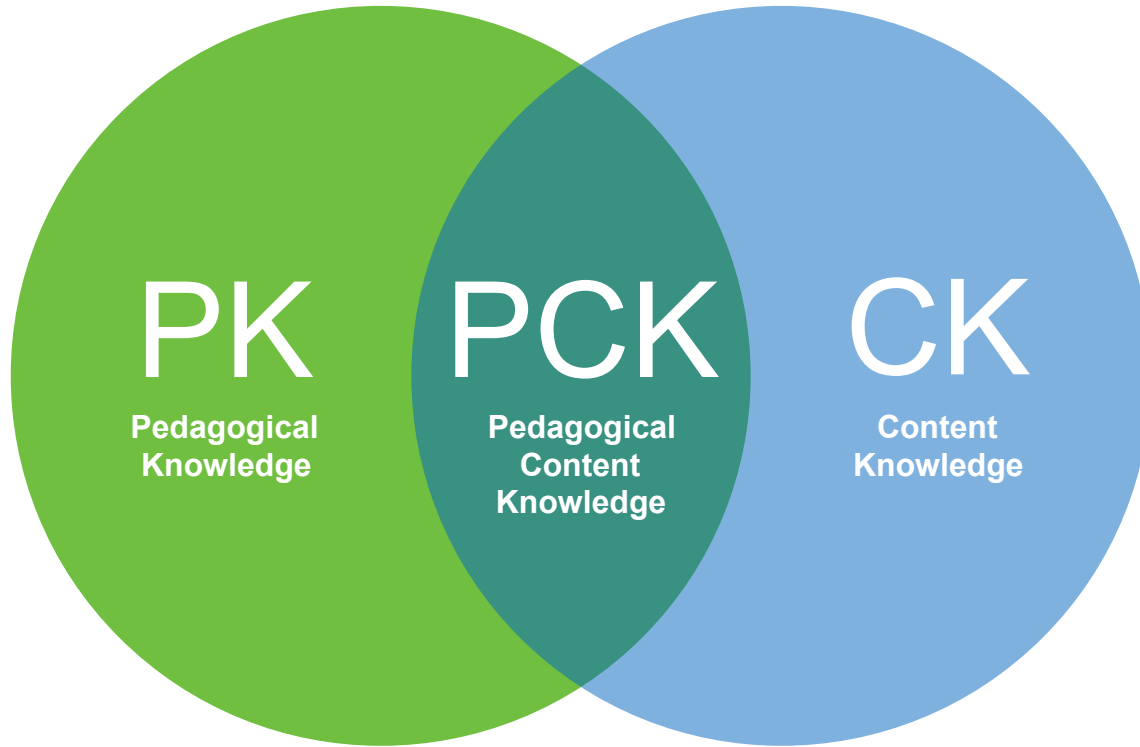 PK
Pedagogical
Knowledge
PCK
Pedagogical
Content
Knowledge
CK
Content
Knowledge